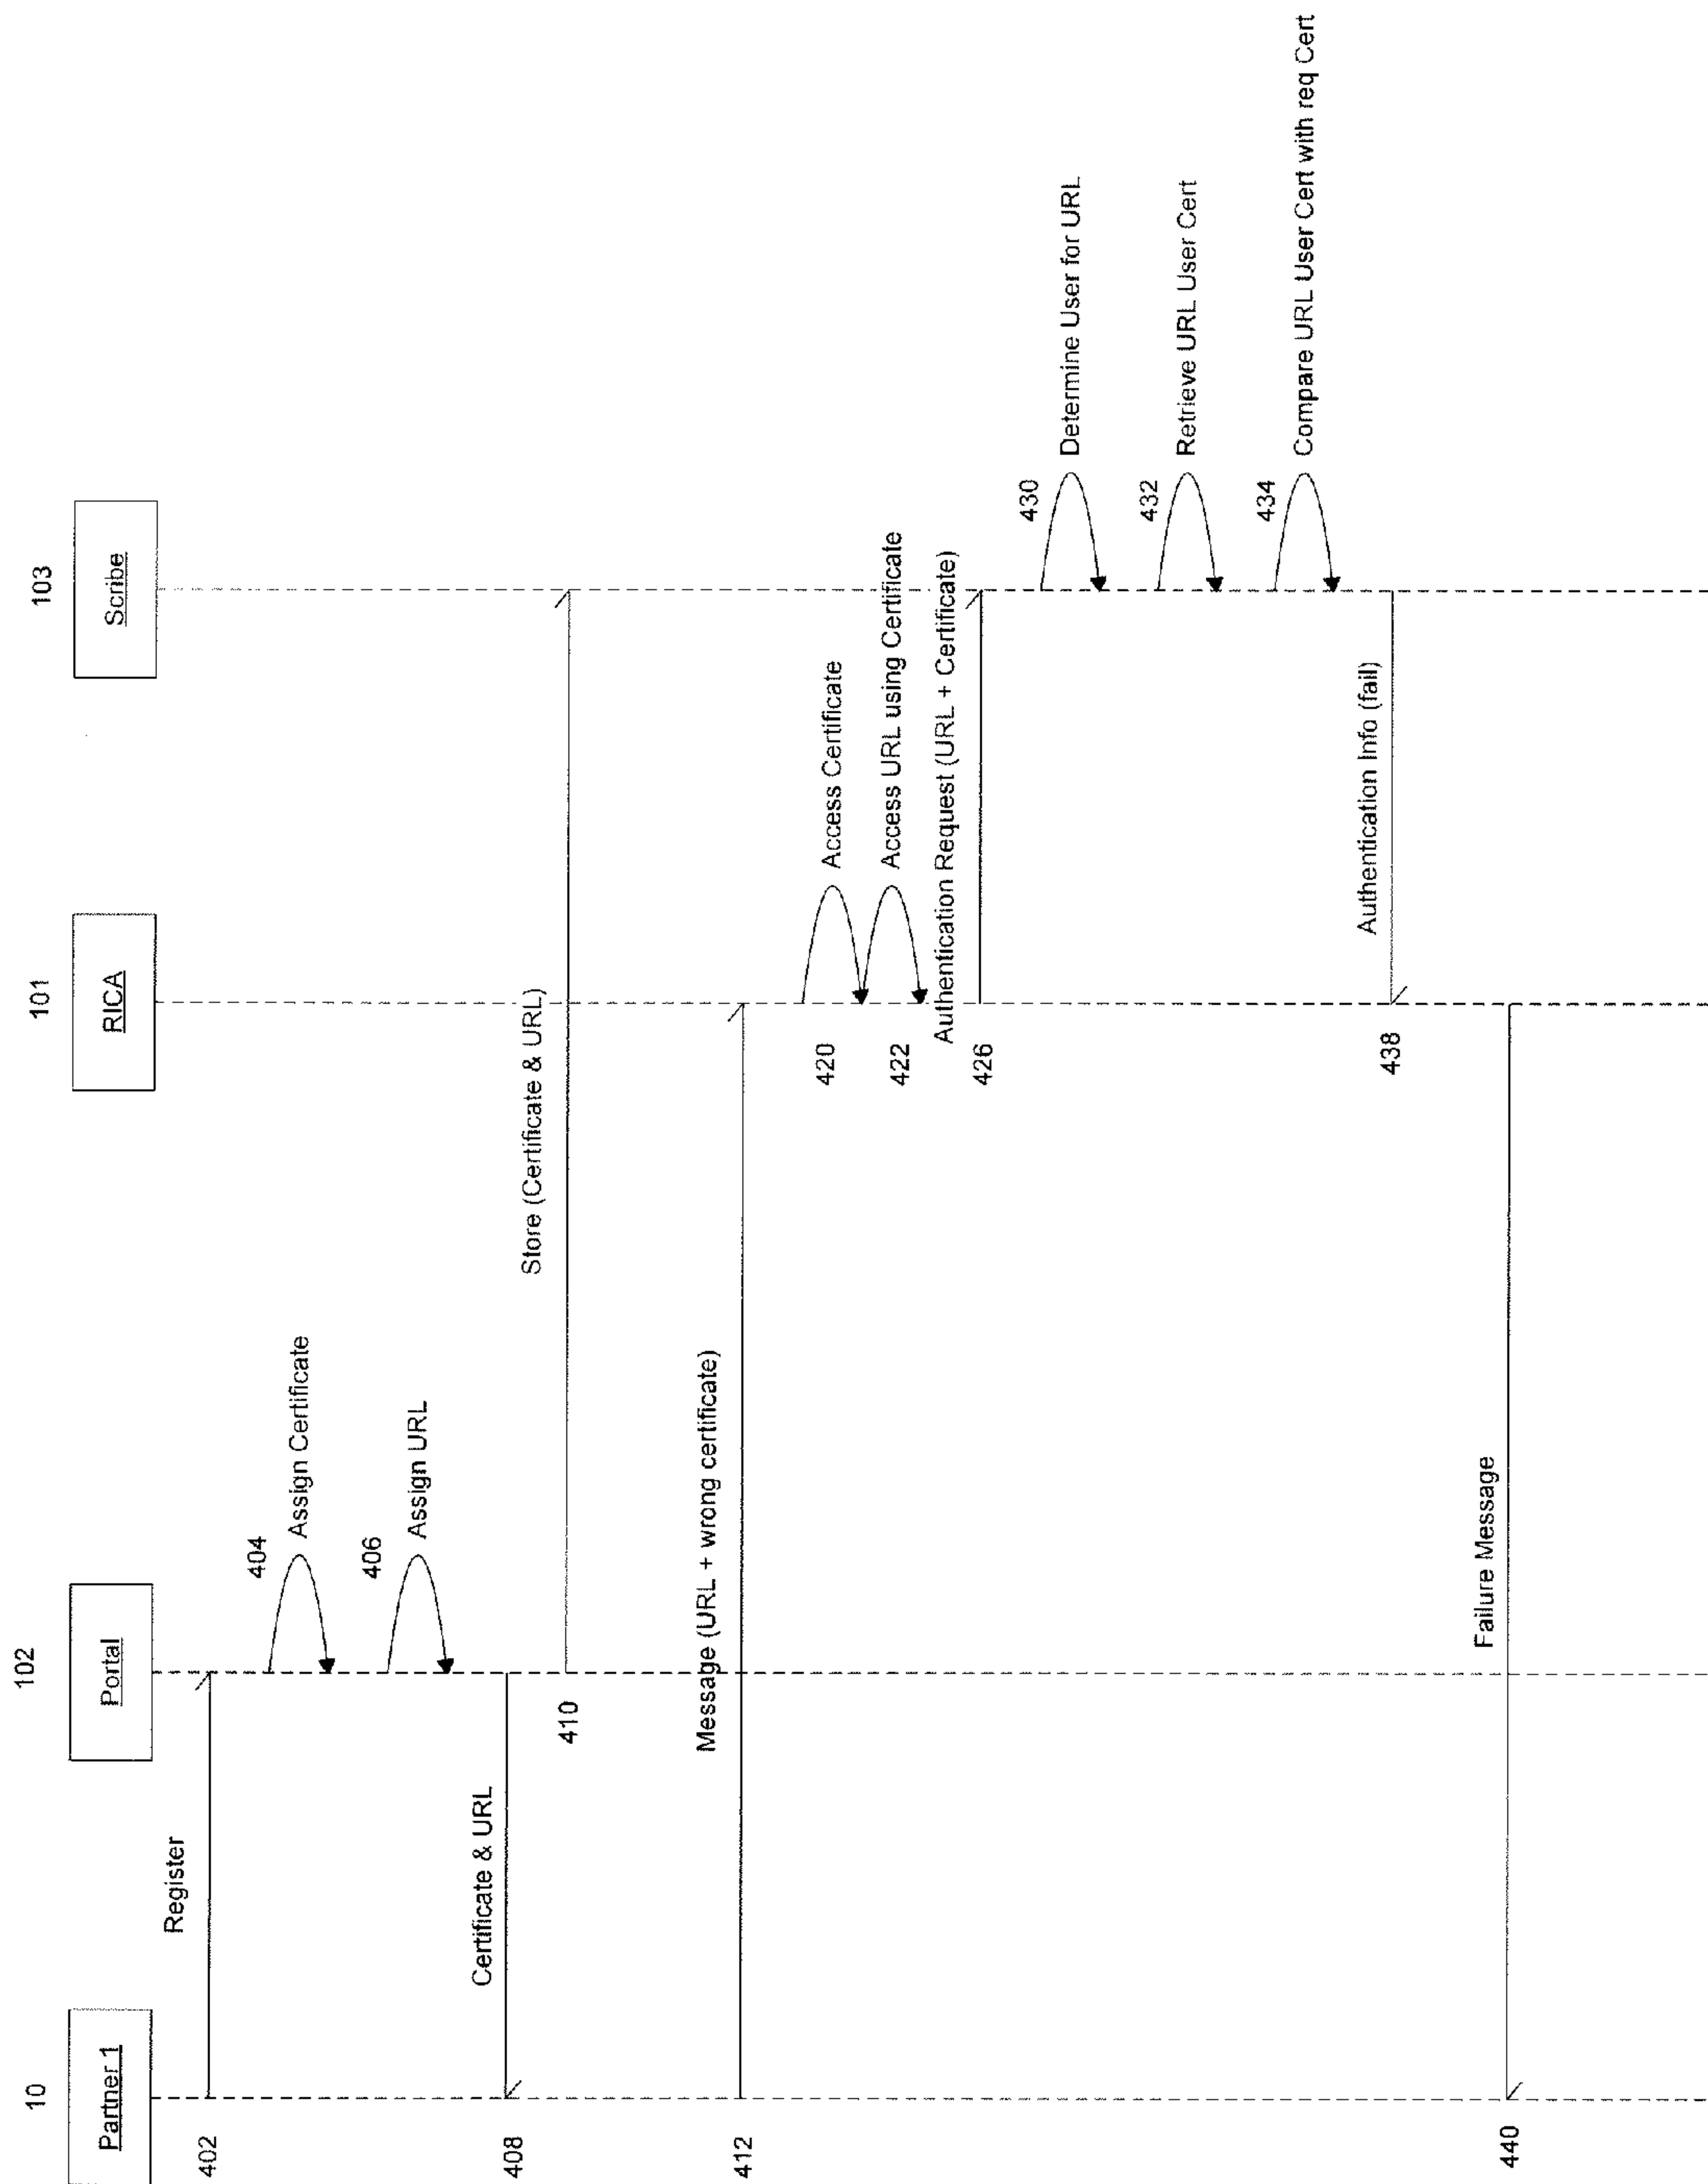 10
Partner 1
102
Portal
101
RICA
103
Scribe
402
Register
404
Assign Certificate
406
Assign URL
408
Certificate & URL
410
Store (Certificate & URL)
412
Message (URL + wrong certificate)
420
Access Certificate
422
Access URL using Certificate
426
Authentication Request (URL + Certificate)
430
Determine User for URL
432
Retrieve URL User Cert
434
Compare URL User Cert with req Cert
438
Authentication Info (fail)
440
Failure Message